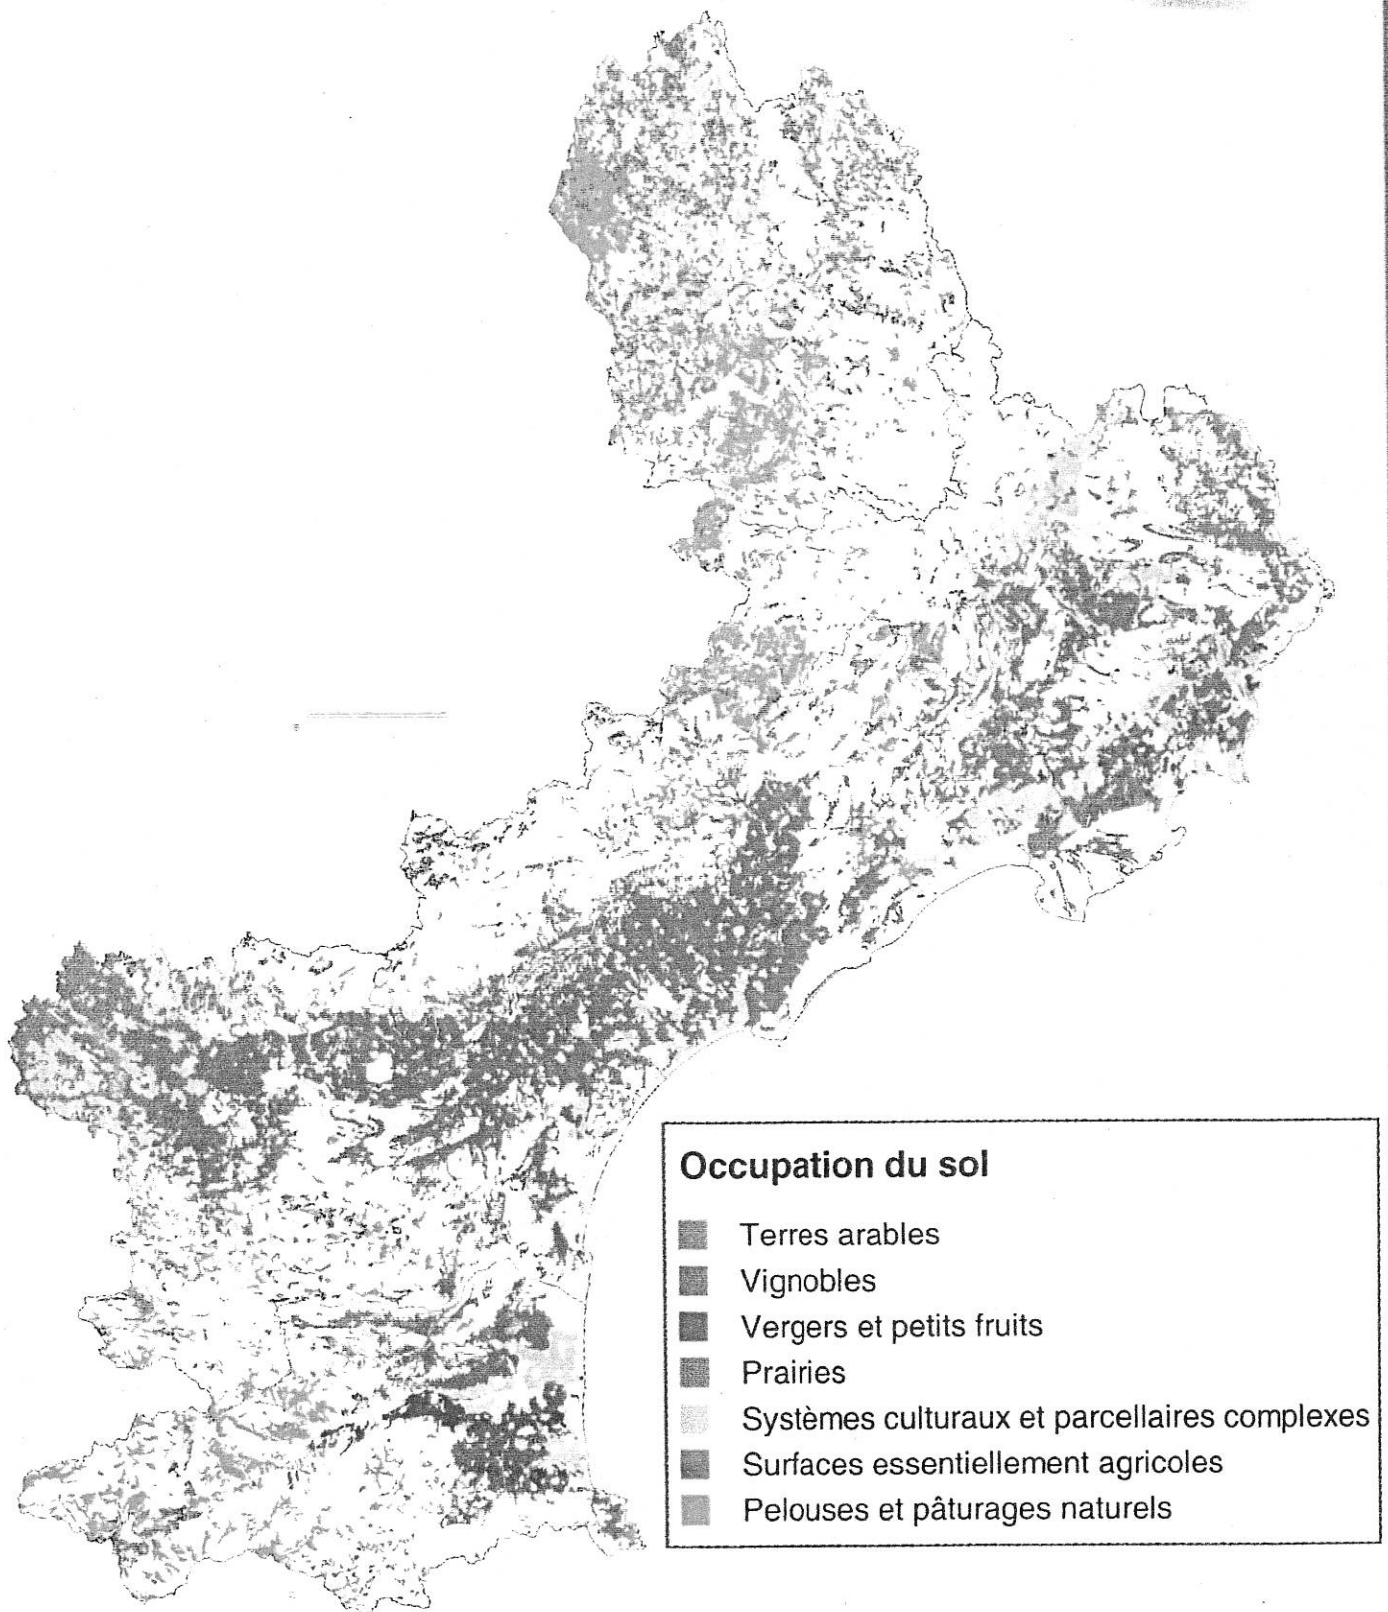 Occupation du sol
Terres arables
Vignobles
Vergers et petits fruits
Prairies
Systèmes culturaux et parcellaires complexes
Surfaces essentiellement agricoles
Pelouses et pâturages naturels